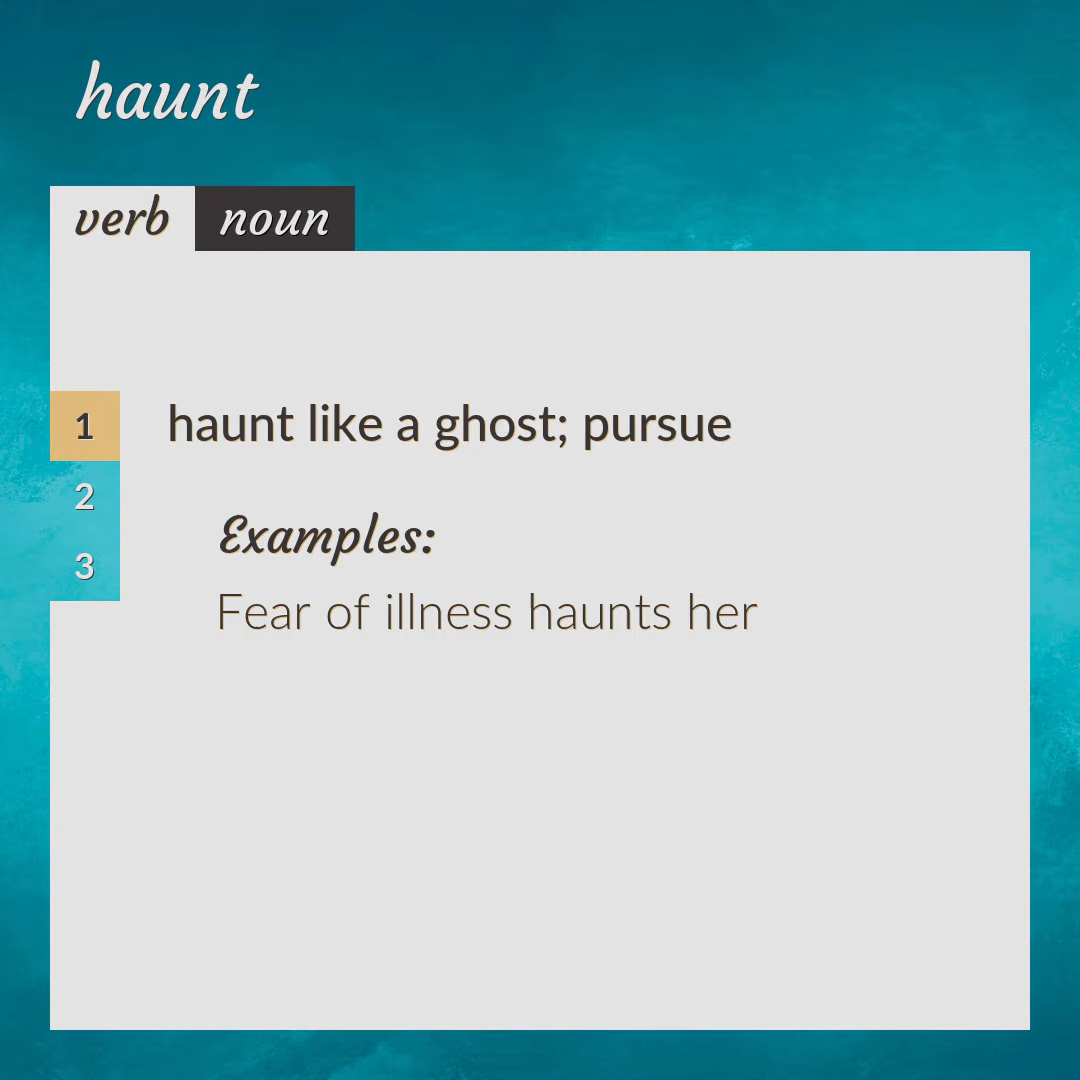 haunt
verb noun
1 haunt like a ghost; pursue
2
Examples:
3
Fear of illness haunts her